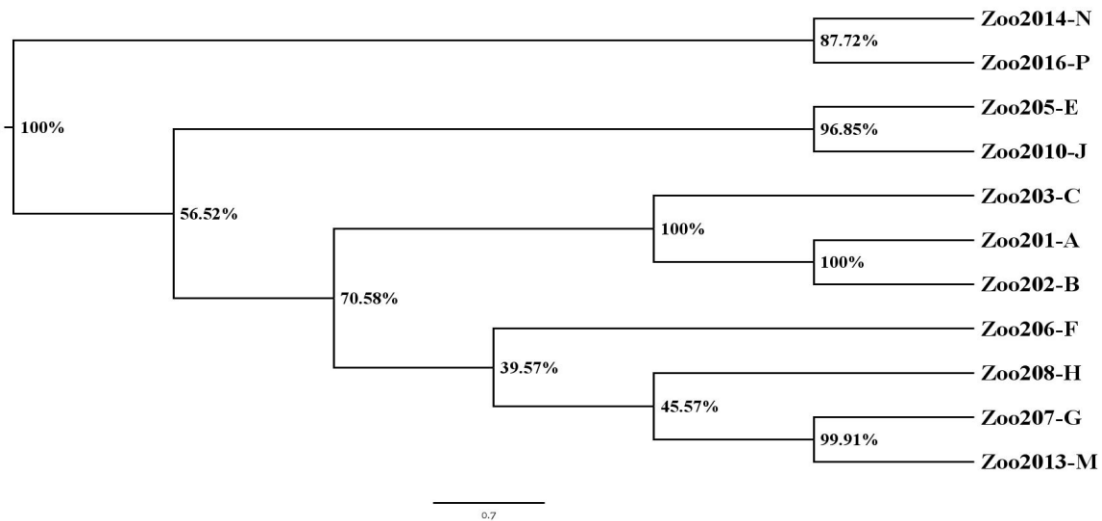 Zoo2014-N
87.72%
Zoo2016-P
Zoo205-E
100%
96.85%
Zoo2010-J
Zoo203-C
56.52%
100%
Zoo201-A
100%
Zoo202-B
70.58%
Zoo206-F
39.57%
Zoo208-H
45.57%
Zoo207-G
99.91%
Zoo2013-M
0.7